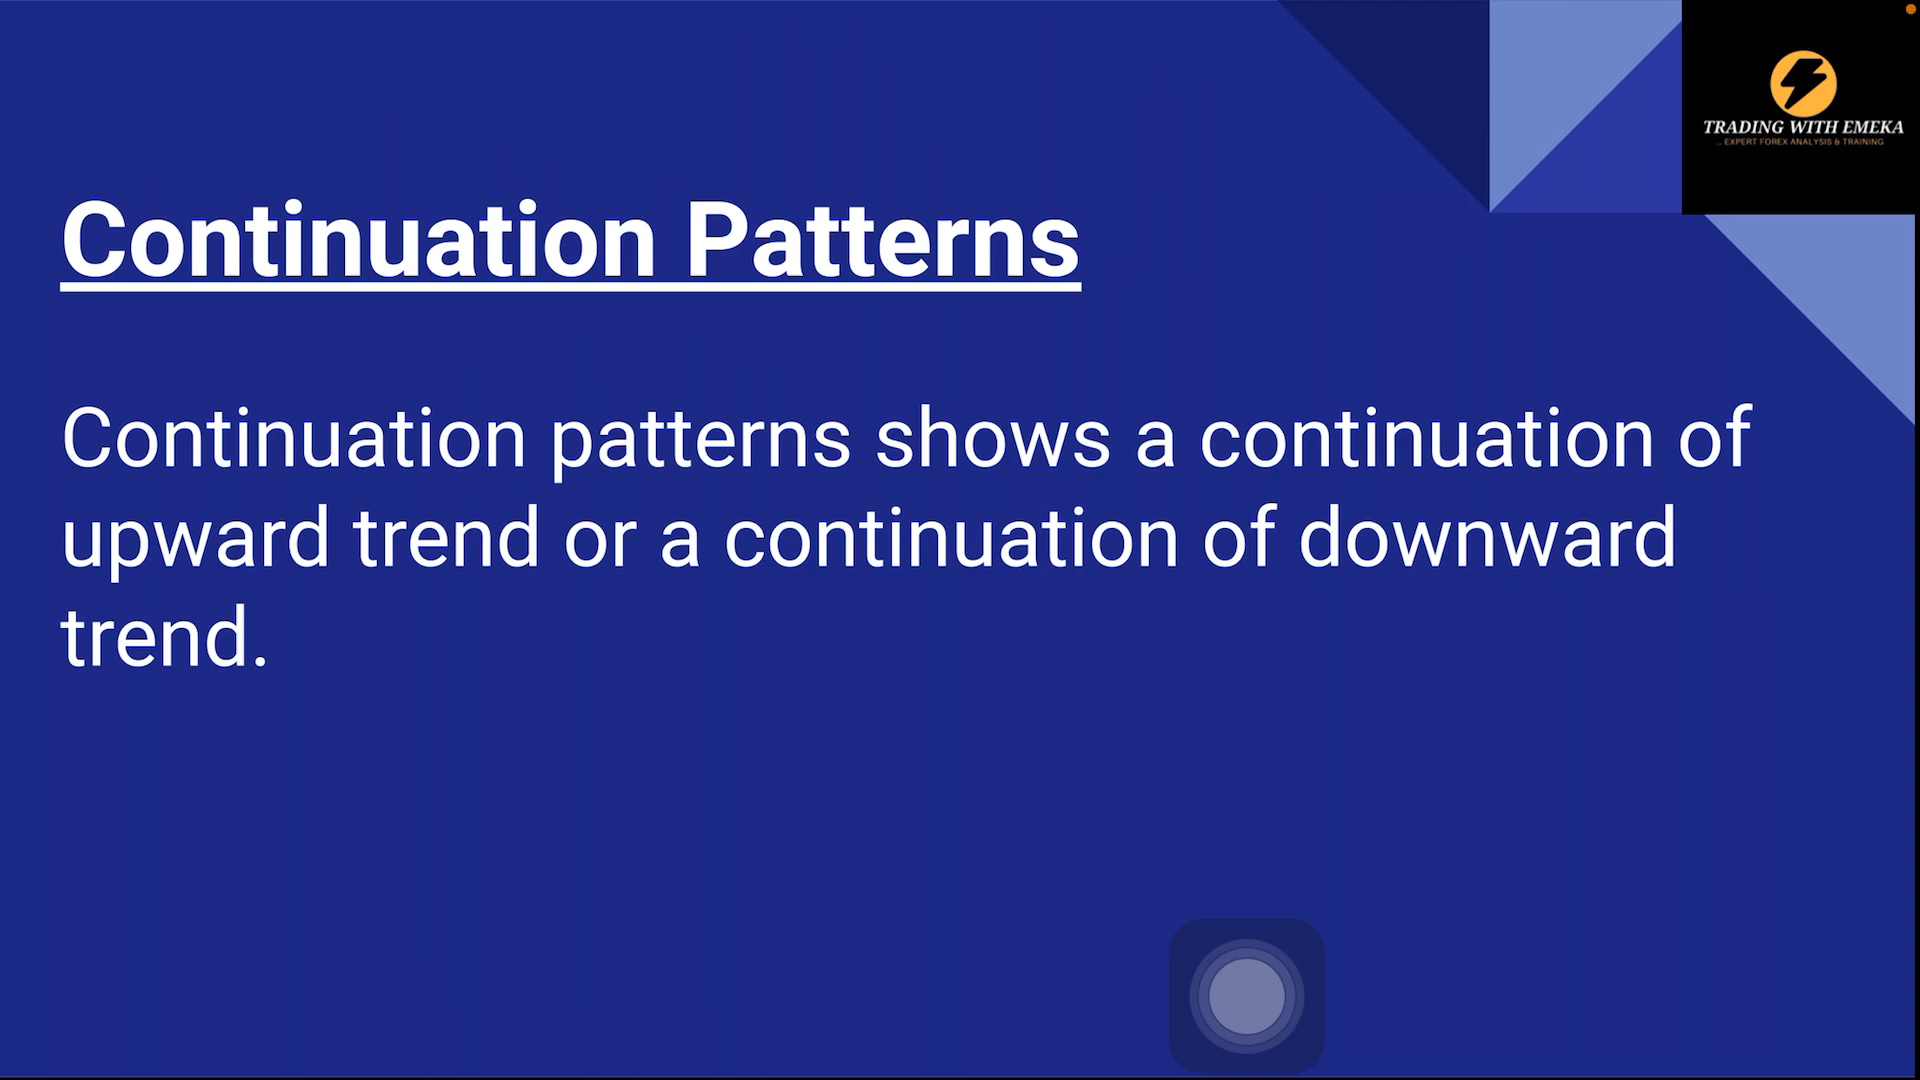 TRADING WITH EMEKA
... EXPERT FOREX ANALYSIS & TRAINING
Continuation Patterns
Continuation patterns shows a continuation of
upward trend or a continuation of downward
trend.